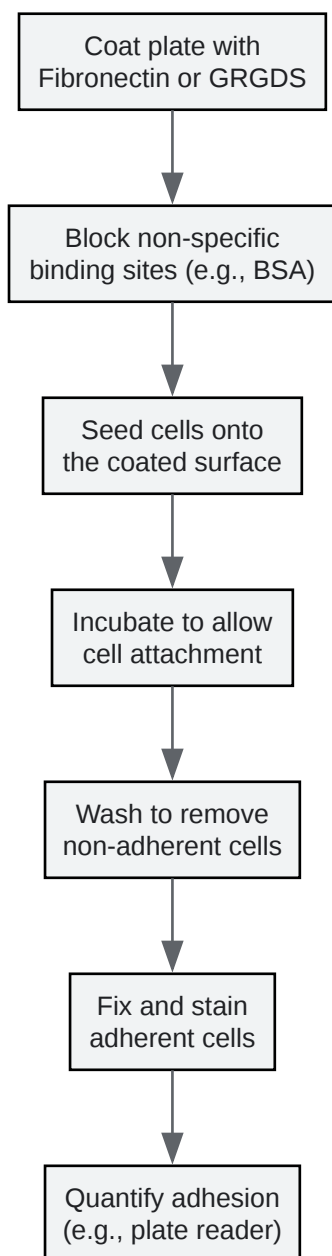 Coat plate with
Fibronectin or GRGDS
Block non-specific
binding sites (e.g., BSA)
Seed cells onto
the coated surface
Incubate to allow
cell attachment
Wash to remove
non-adherent cells
Fix and stain
adherent cells
Quantify adhesion
(e.g., plate reader)